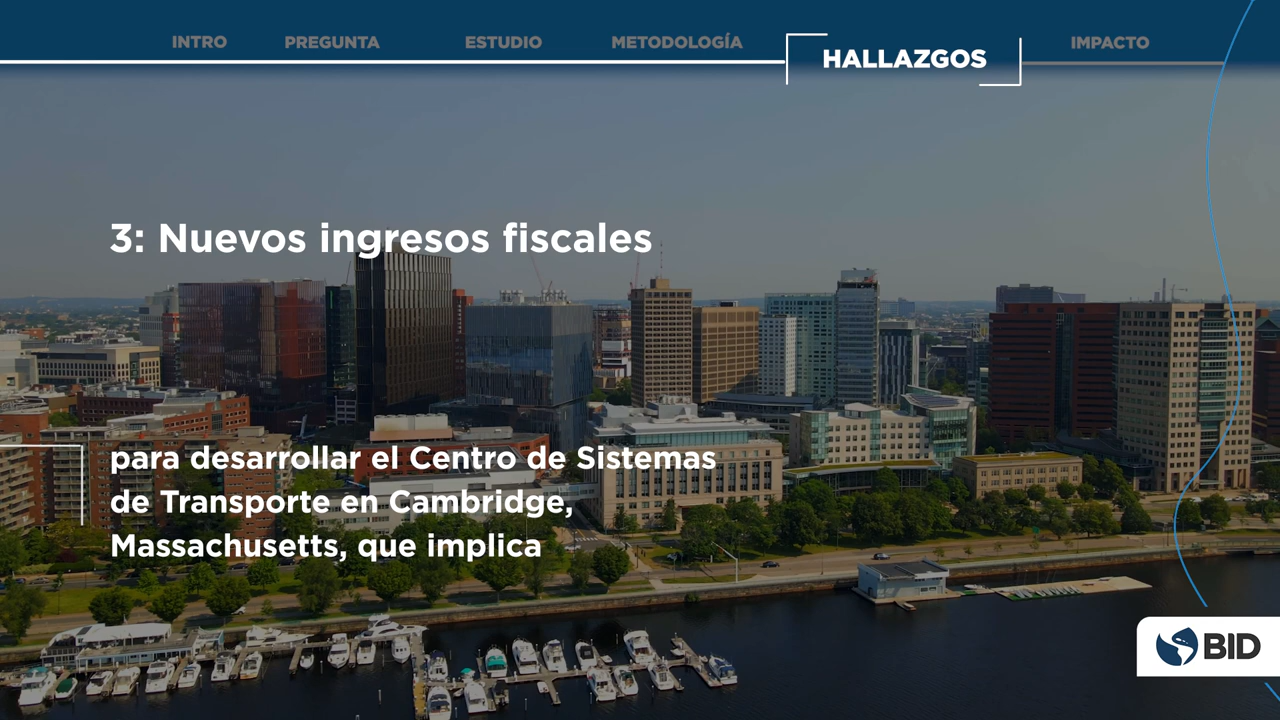 INTRO PREGUNTA ESTUDIO METODOLOGÍA HALLAZGOS IMPACTO
3: Nuevos ingresos fiscales
para desarrollar el Centro de Sistemas
de Transporte en Cambridge,
Massachusetts, que implica
BID